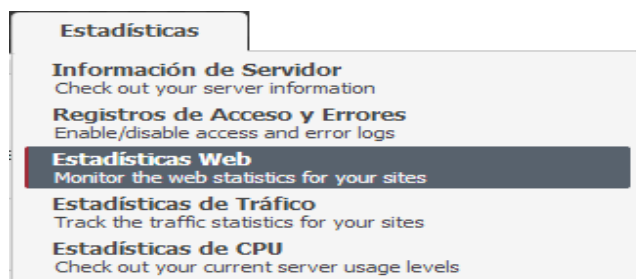 Estadísticas
Información de Servidor
Check out your server information
Registros de Acceso y Errores
Enable/disable access and error logs
Estadísticas Web
Monitor the web statistics for your sites
Estadísticas de Tráfico
Track the traffic statistics for your sites
Estadísticas de CPU
Check out your current server usage levels